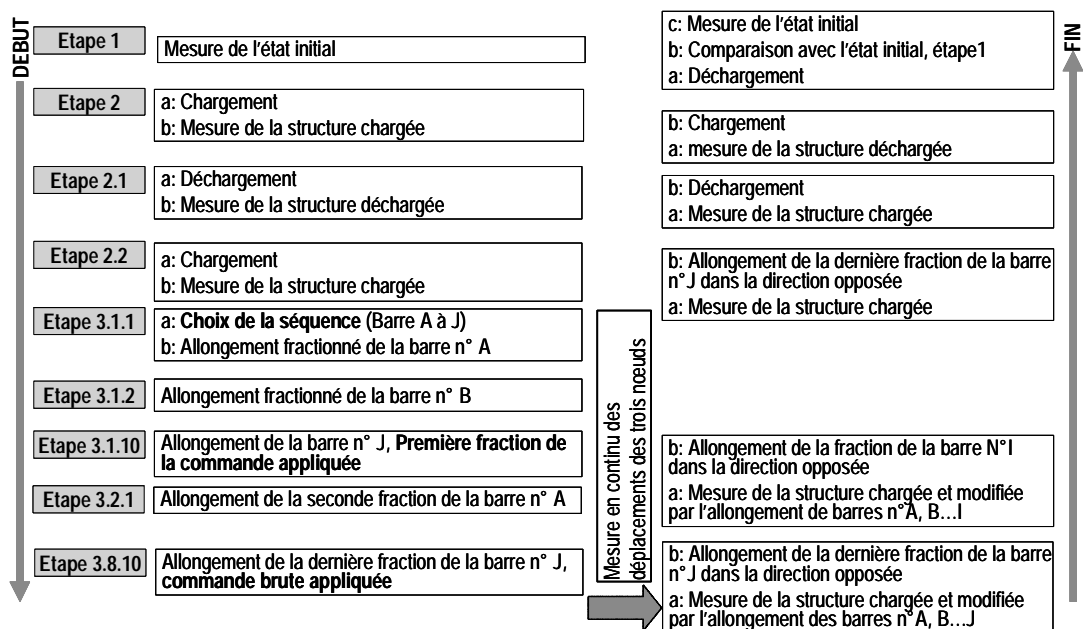 DEBUT
Etape 1
Mesure de l'état initial
Etape 2
a: Chargement
b: Mesure de la structure chargée
Etape 2.1
a: Déchargement
b: Mesure de la structure déchargée
Etape 2.2
a: Chargement
b: Mesure de la structure chargée
Etape 3.1.1
a: Choix de la séquence (Barre A à J)
b: Allongement fractionné de la barre n° A
Etape 3.1.2
Allongement fractionné de la barre n° B
Etape 3.1.10
Allongement de la barre n° J, Première fraction de
la commande appliquée
Etape 3.2.1
Allongement de la seconde fraction de la barre n° A
Etape 3.8.10
Allongement de la dernière fraction de la barre n° J,
commande brute appliquée
Mesure en continu des
déplacements des trois nœuds
FIN
c: Mesure de l'état initial
b: Comparaison avec l'état initial, étape1
a: Déchargement
b: Chargement
a: mesure de la structure déchargée
b: Déchargement
a: Mesure de la structure chargée
b: Allongement de la dernière fraction de la barre
n°J dans la direction opposée
a: Mesure de la structure chargée
b: Allongement de la fraction de la barre N°I
dans la direction opposée
a: Mesure de la structure chargée et modifiée
par l'allongement de barres n°A, B...I
b: Allongement de la dernière fraction de la barre
n°J dans la direction opposée
a: Mesure de la structure chargée et modifiée
par l'allongement des barres n°A, B...J